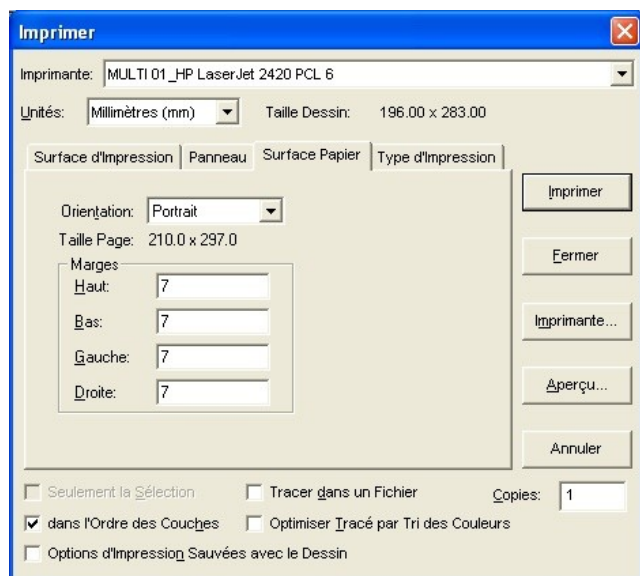 Imprimer
Imprimante: MULTI 01_HP LaserJet 2420 PCL 6
Unités: Millimètres (mm) Taille Dessin: 196.00 x 283.00
Surface d'Impression Panneau Surface Papier Type d'Impression
Orientation: Portrait
Taille Page: 210.0 x 297.0
Marges
Haut: 7
Bas: 7
Gauche: 7
Droite: 7
Imprimer
Fermer
Imprimante...
Aperçu...
Annuler
Seulement la Sélection Tracer dans un Fichier Copies: 1
dans l'Ordre des Couches Optimiser Tracé par Tri des Couleurs
Options d'Impression Sauvées avec le Dessin